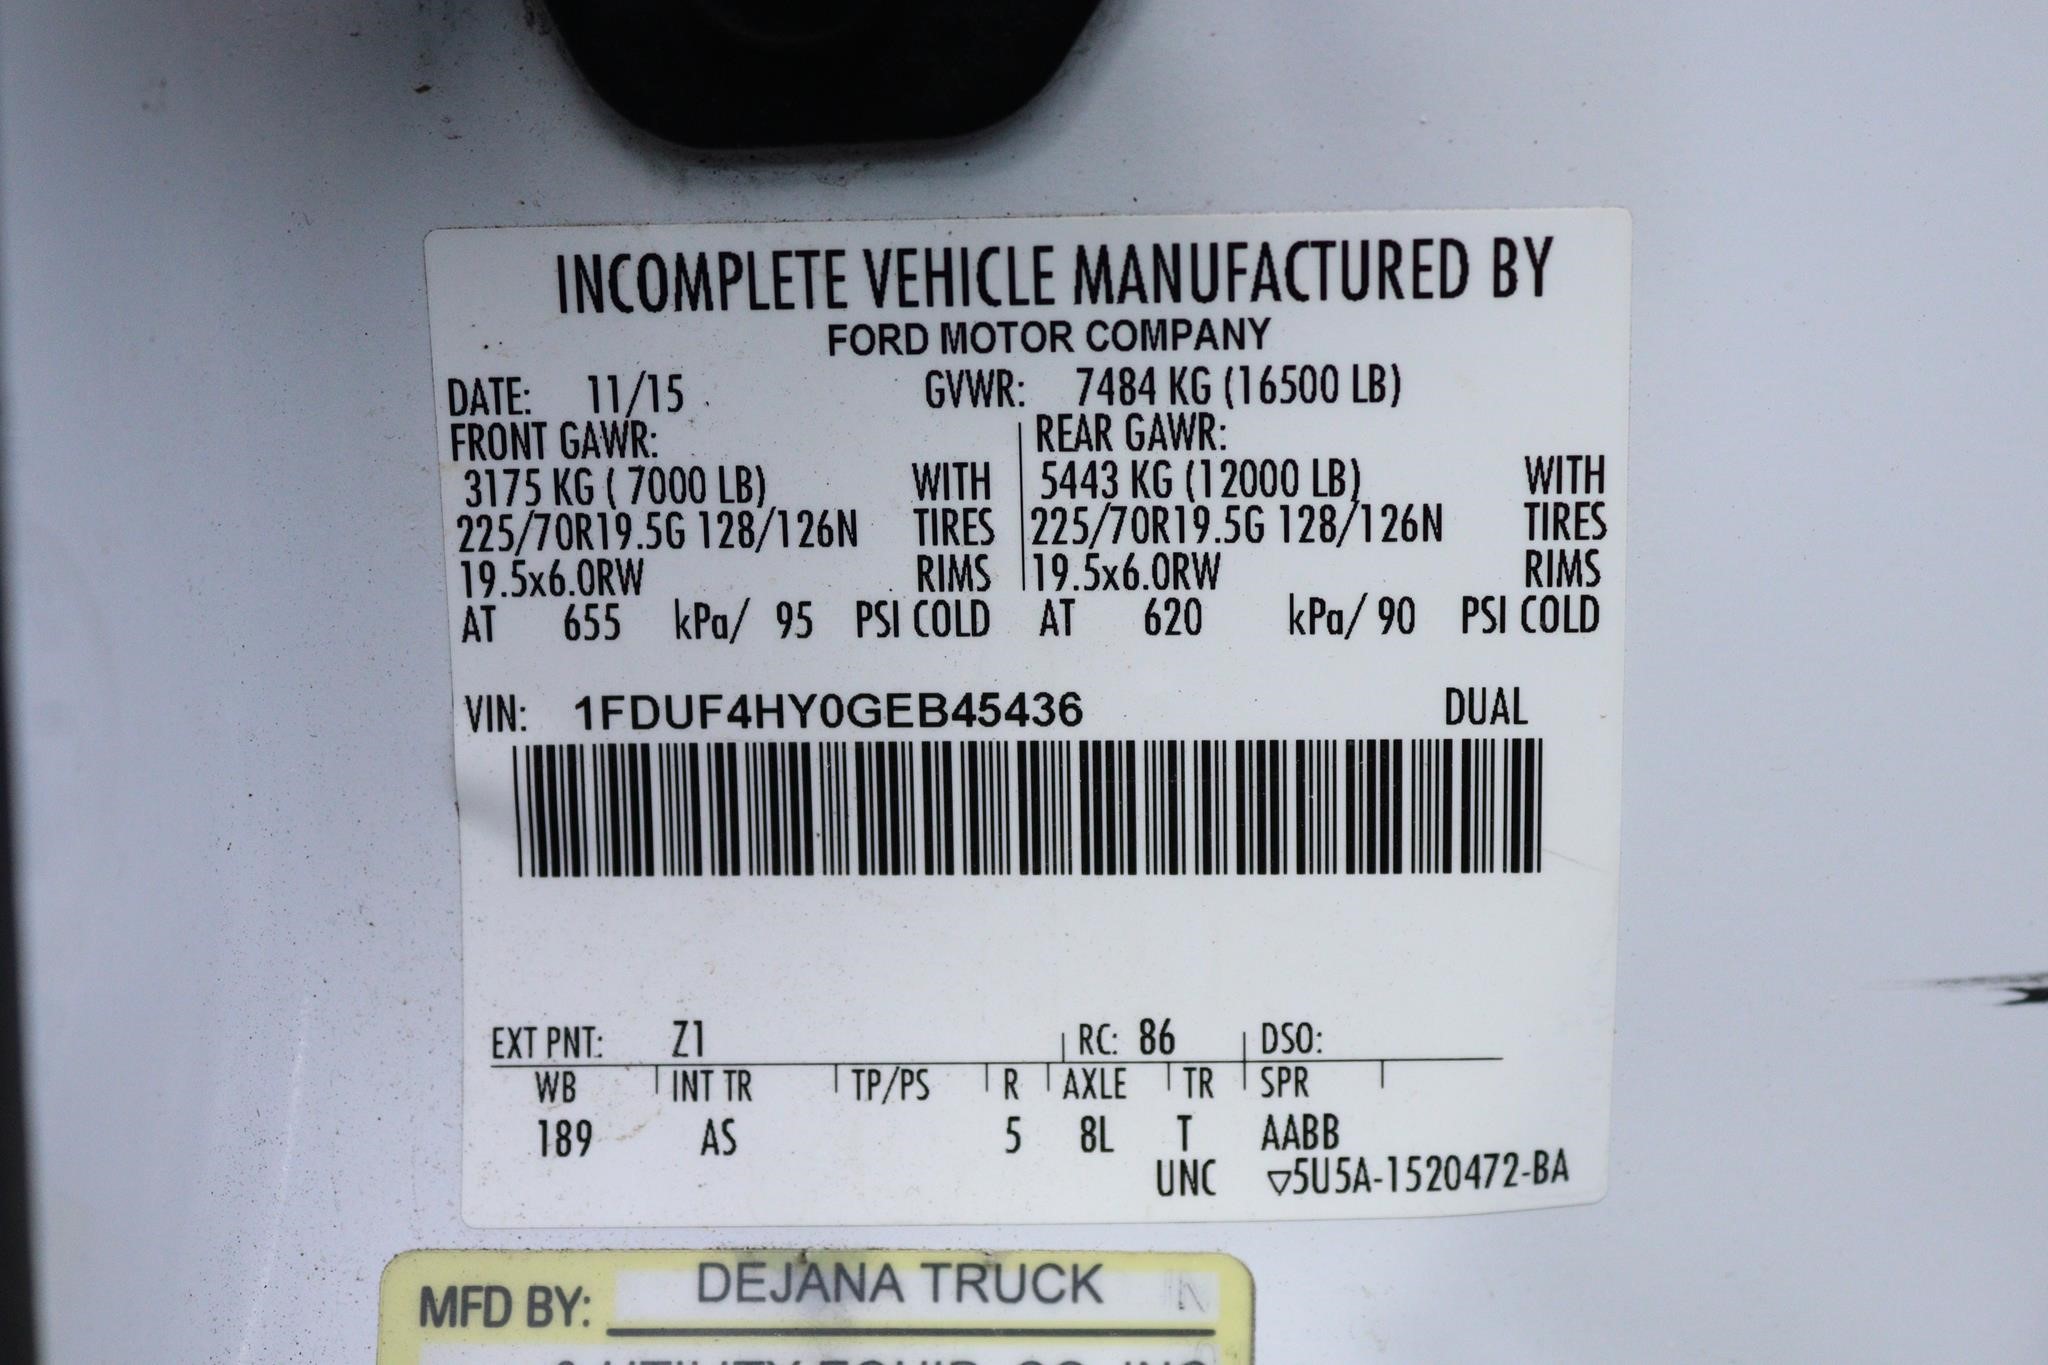 INCOMPLETE VEHICLE MANUFACTURED BY
FORD MOTOR COMPANY
DATE: 11/15 GVWR: 7484 KG (16500 LB)
FRONT GAWR: REAR GAWR:
3175 KG ( 7000 LB) WITH 5443 KG (12000 LB) WITH
225/70R19.5G 128/126N TIRES 225/70R19.5G 128/126N TIRES
19.5x6.0RW RIMS 19.5x6.0RW RIMS
AT 655 kPa/ 95 PSI COLD AT 620 kPa/ 90 PSI COLD
VIN: 1FDUF4HY0GEB45436 DUAL
EXT PNT: Z1 RC: 86 DSO:
WB INT TR TP/PS R AXLE TR SPR
189 AS 5 8L T AABB
UNC ▽5U5A-1520472-BA
MFD BY: DEJANA TRUCK
& UTILITY EQUIP. CO. INC